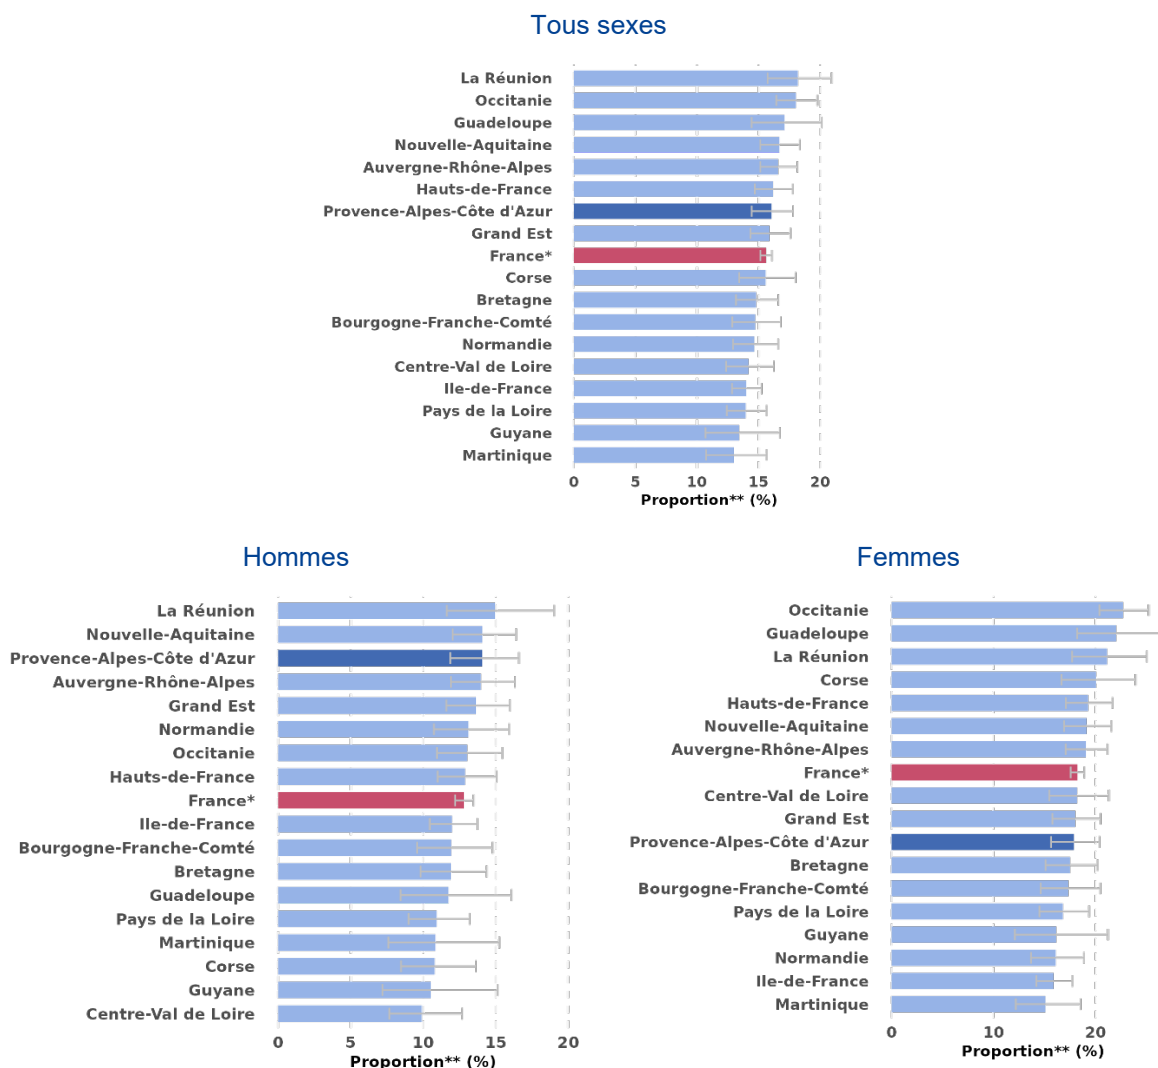 Tous sexes
La Réunion
Occitanie
Guadeloupe
Nouvelle-Aquitaine
Auvergne-Rhône-Alpes
Hauts-de-France
Provence-Alpes-Côte d'Azur
Grand Est
France*
Corse
Bretagne
Bourgogne-Franche-Comté
Normandie
Centre-Val de Loire
Ile-de-France
Pays de la Loire
Guyane
Martinique
0 5 10 15 20
Proportion** (%)
Hommes
La Réunion
Nouvelle-Aquitaine
Provence-Alpes-Côte d'Azur
Auvergne-Rhône-Alpes
Grand Est
Normandie
Occitanie
Hauts-de-France
France*
Ile-de-France
Bourgogne-Franche-Comté
Bretagne
Guadeloupe
Pays de la Loire
Martinique
Corse
Guyane
Centre-Val de Loire
0 5 10 15 20
Proportion** (%)
Femmes
Occitanie
Guadeloupe
La Réunion
Corse
Hauts-de-France
Nouvelle-Aquitaine
Auvergne-Rhône-Alpes
France*
Centre-Val de Loire
Grand Est
Provence-Alpes-Côte d'Azur
Bretagne
Bourgogne-Franche-Comté
Pays de la Loire
Guyane
Normandie
Ile-de-France
Martinique
0 10 20
Proportion** (%)